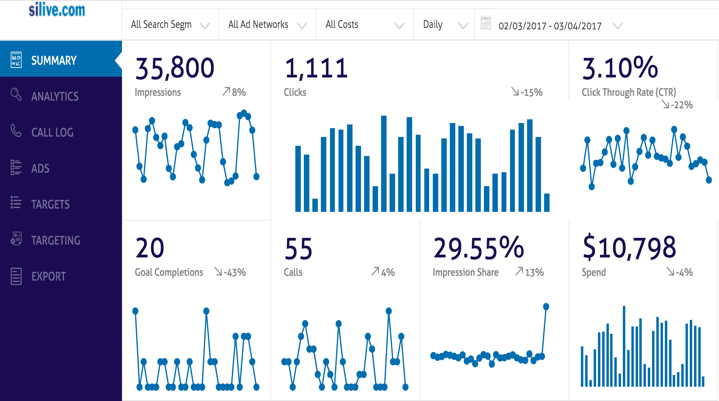 silive.com
All Search Segm
All Ad Networks
All Costs
Daily
02/03/2017 - 03/04/2017
SUMMARY
ANALYTICS
CALL LOG
ADS
TARGETS
TARGETING
EXPORT
35,800
Impressions
8%
1,111
Clicks
-15%
3.10%
Click Through Rate (CTR)
-22%
20
Goal Completions
-43%
55
Calls
4%
29.55%
Impression Share
13%
$10,798
Spend
-4%